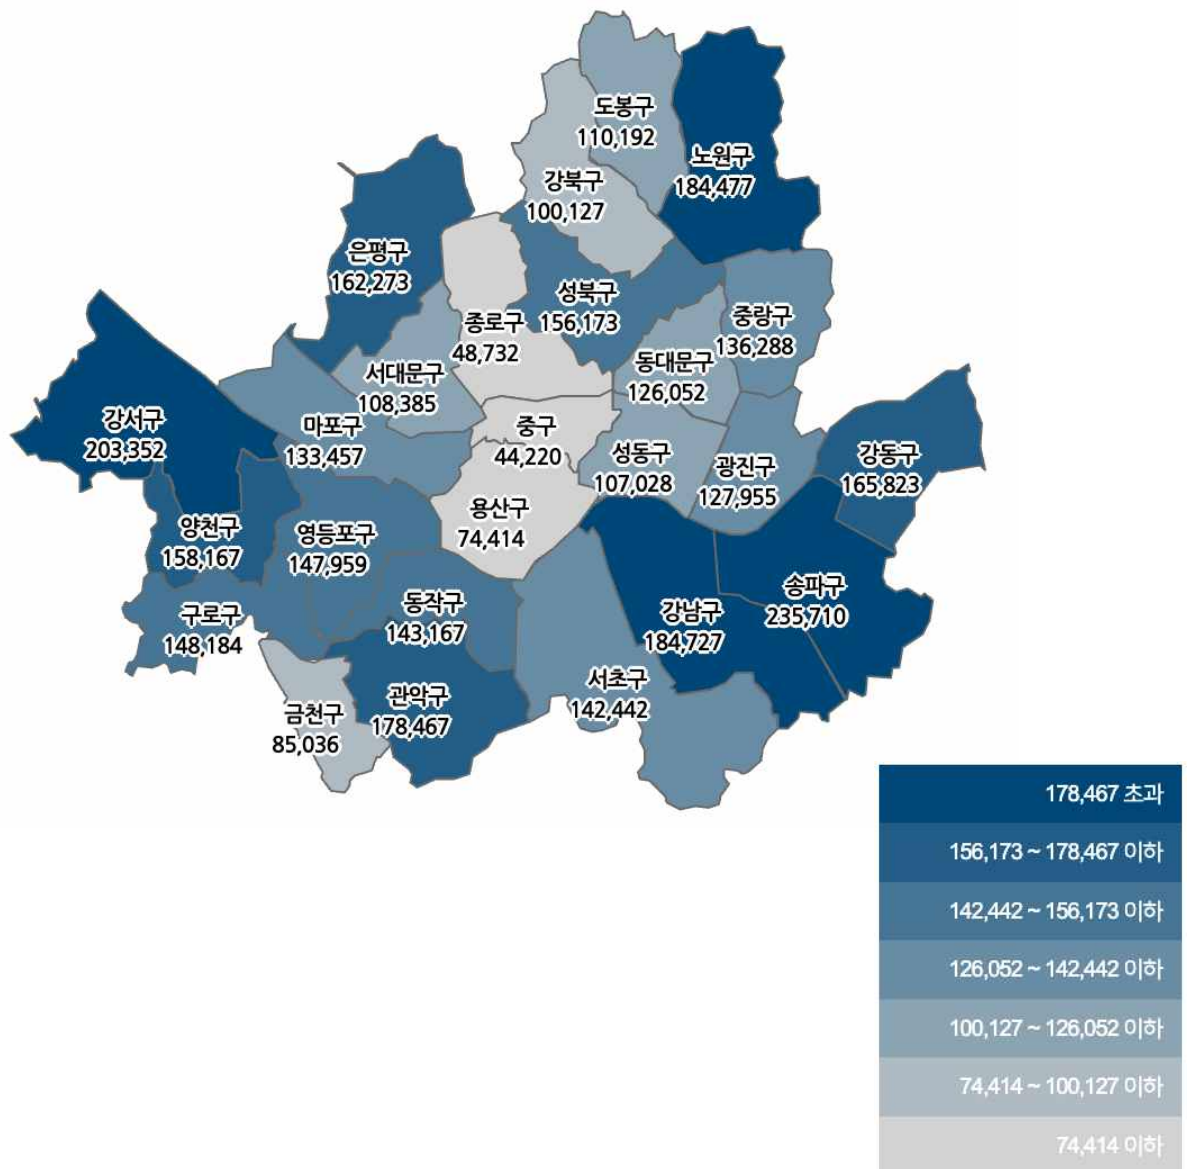 도봉구
110,192
노원구
184,477
강북구
100,127
은평구
162,273
성북구
156,173
종로구
48,732
중랑구
136,288
동대문구
126,052
서대문구
108,385
강서구
203,352
마포구
133,457
중구
44,220
성동구
107,028
광진구
127,955
강동구
165,823
용산구
74,414
양천구
158,167
영등포구
147,959
구로구
148,184
동작구
143,167
강남구
184,727
송파구
235,710
서초구
142,442
관악구
178,467
금천구
85,036
178,467 초과
156,173 ~ 178,467 이하
142,442 ~ 156,173 이하
126,052 ~ 142,442 이하
100,127 ~ 126,052 이하
74,414 ~ 100,127 이하
74,414 이하